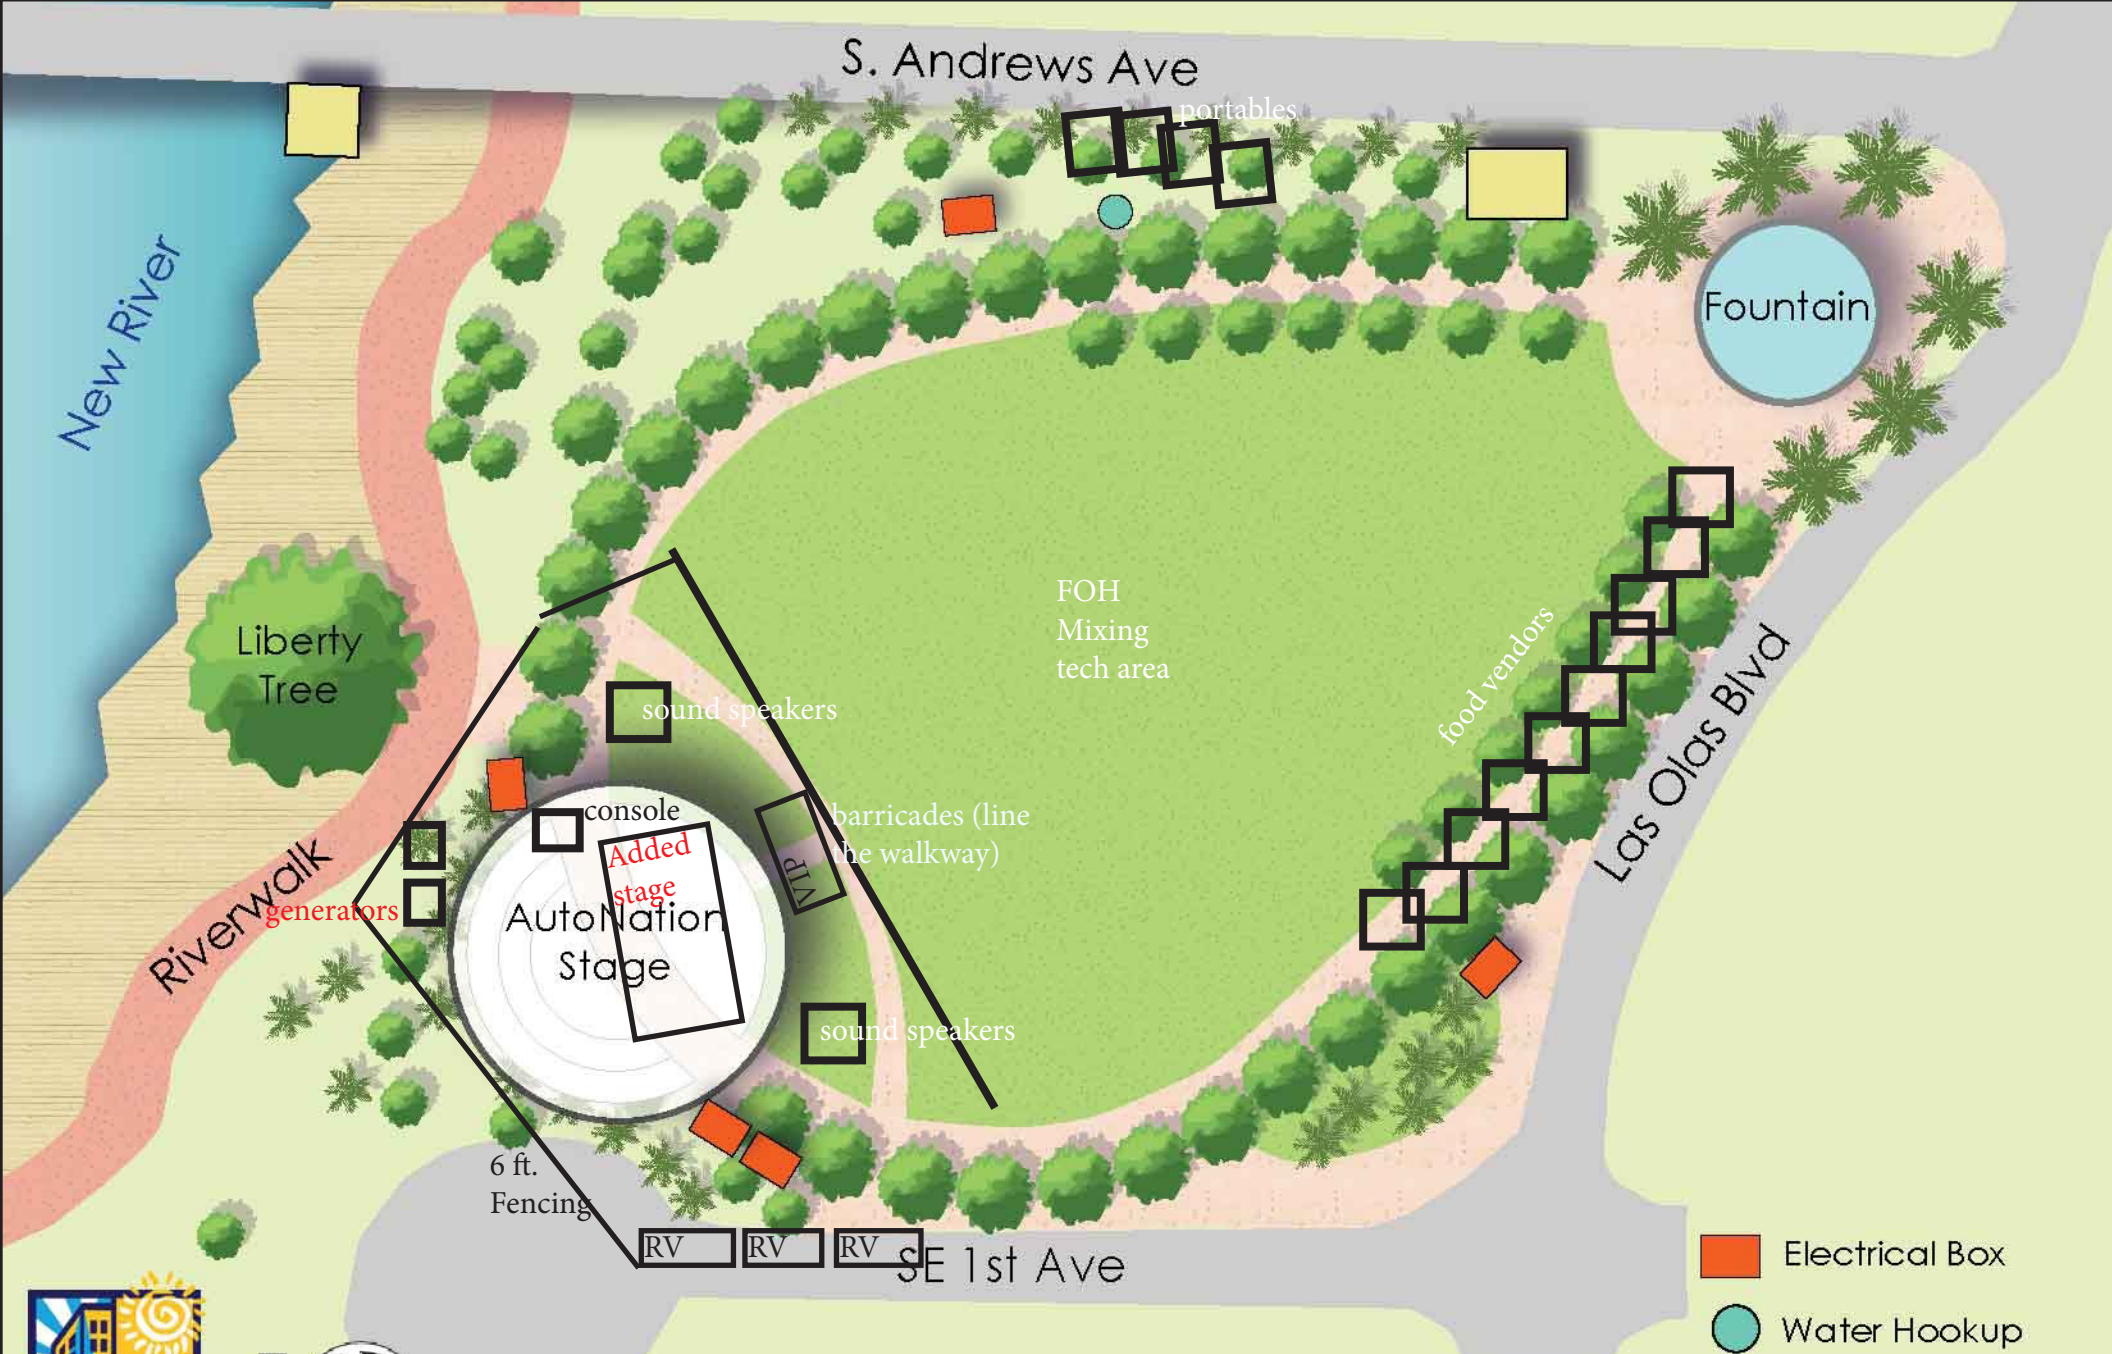 S. Andrews Ave
portables
New River
Fountain
FOH
Mixing
tech area
food vendors
Las Olas Blvd
Liberty
Tree
sound speakers
console
Added
stage
VIP
barricades (line
the walkway)
generators
Riverwalk
AutoNation
Stage
sound speakers
6 ft.
Fencing
RV
RV
RV
SE 1st Ave
Electrical Box
Water Hookup